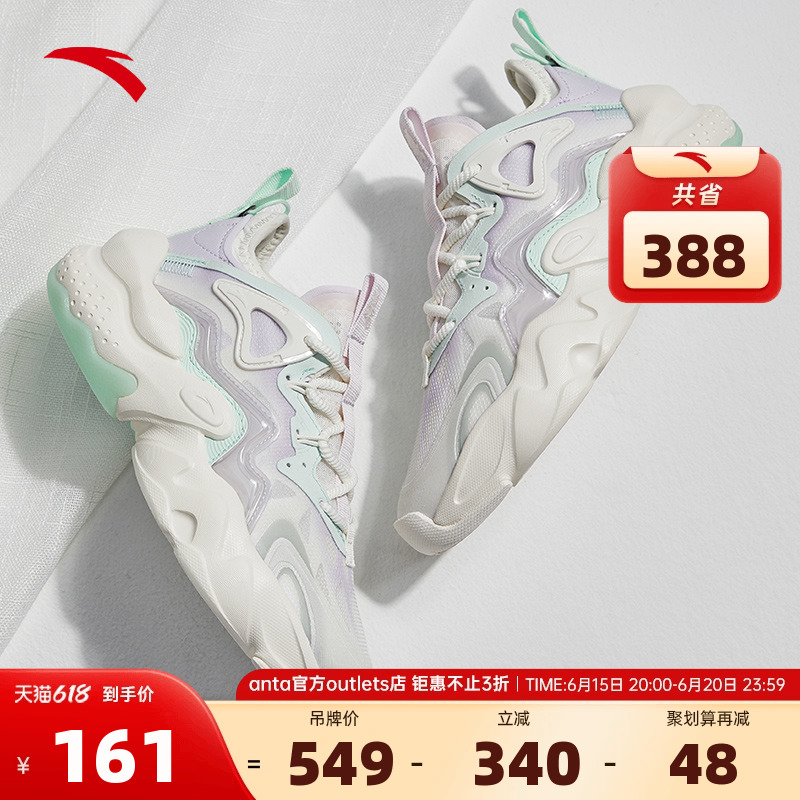 共省
388
anta官方outlets店 钜惠不止3折 | TIME:6月15日 20:00-6月20日 23:59
天猫618 到手价
¥161
=
吊牌价
549
-
立减
340
-
聚划算再减
48